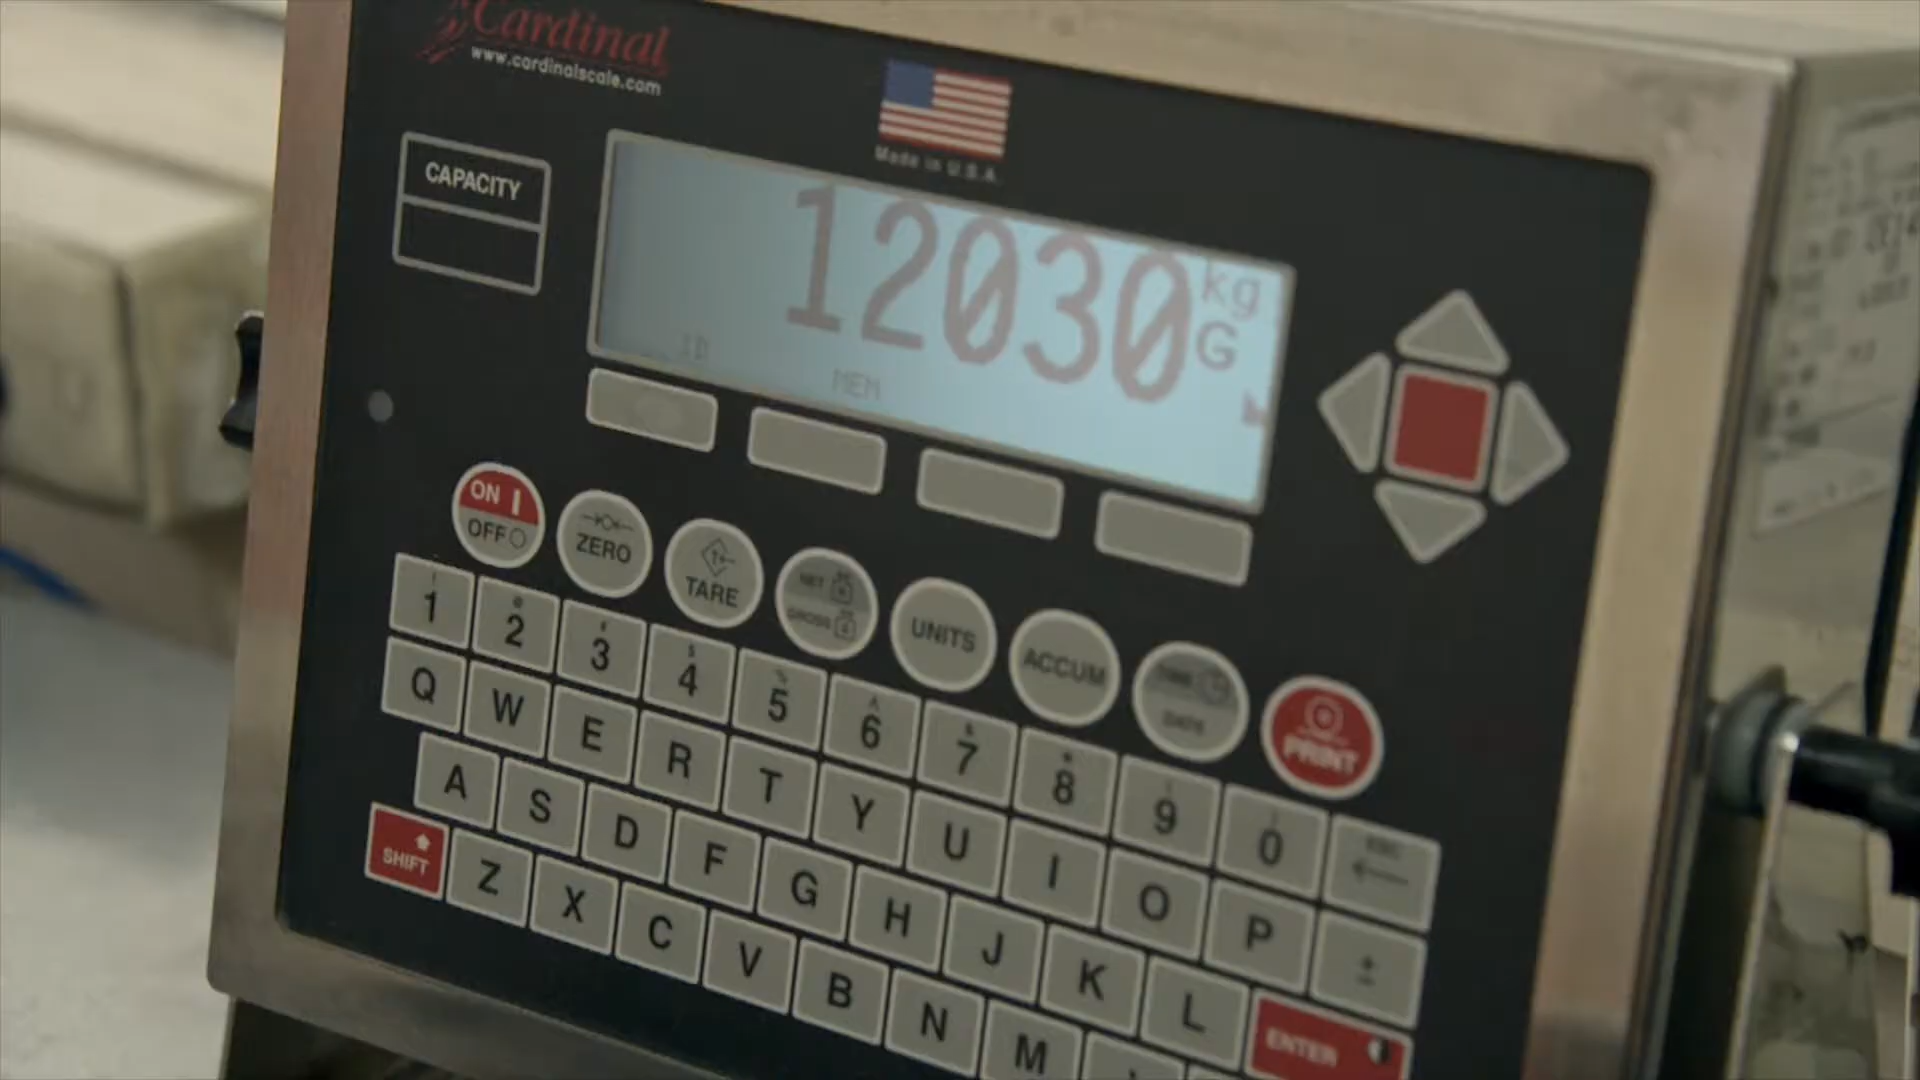 Cardinal
www.cardinalscale.com
Made in U.S.A.
CAPACITY
12030 kg
G
ID MEM
ON I
OFF O
ZERO
TARE
NET
GROSS
UNITS
ACCUM
TIME
DATE
PRINT
1 2 3 4 5 6 7 8 9 0
Q W E R T Y U I O P ±
A S D F G H J K L ENTER
SHIFT Z X C V B N M